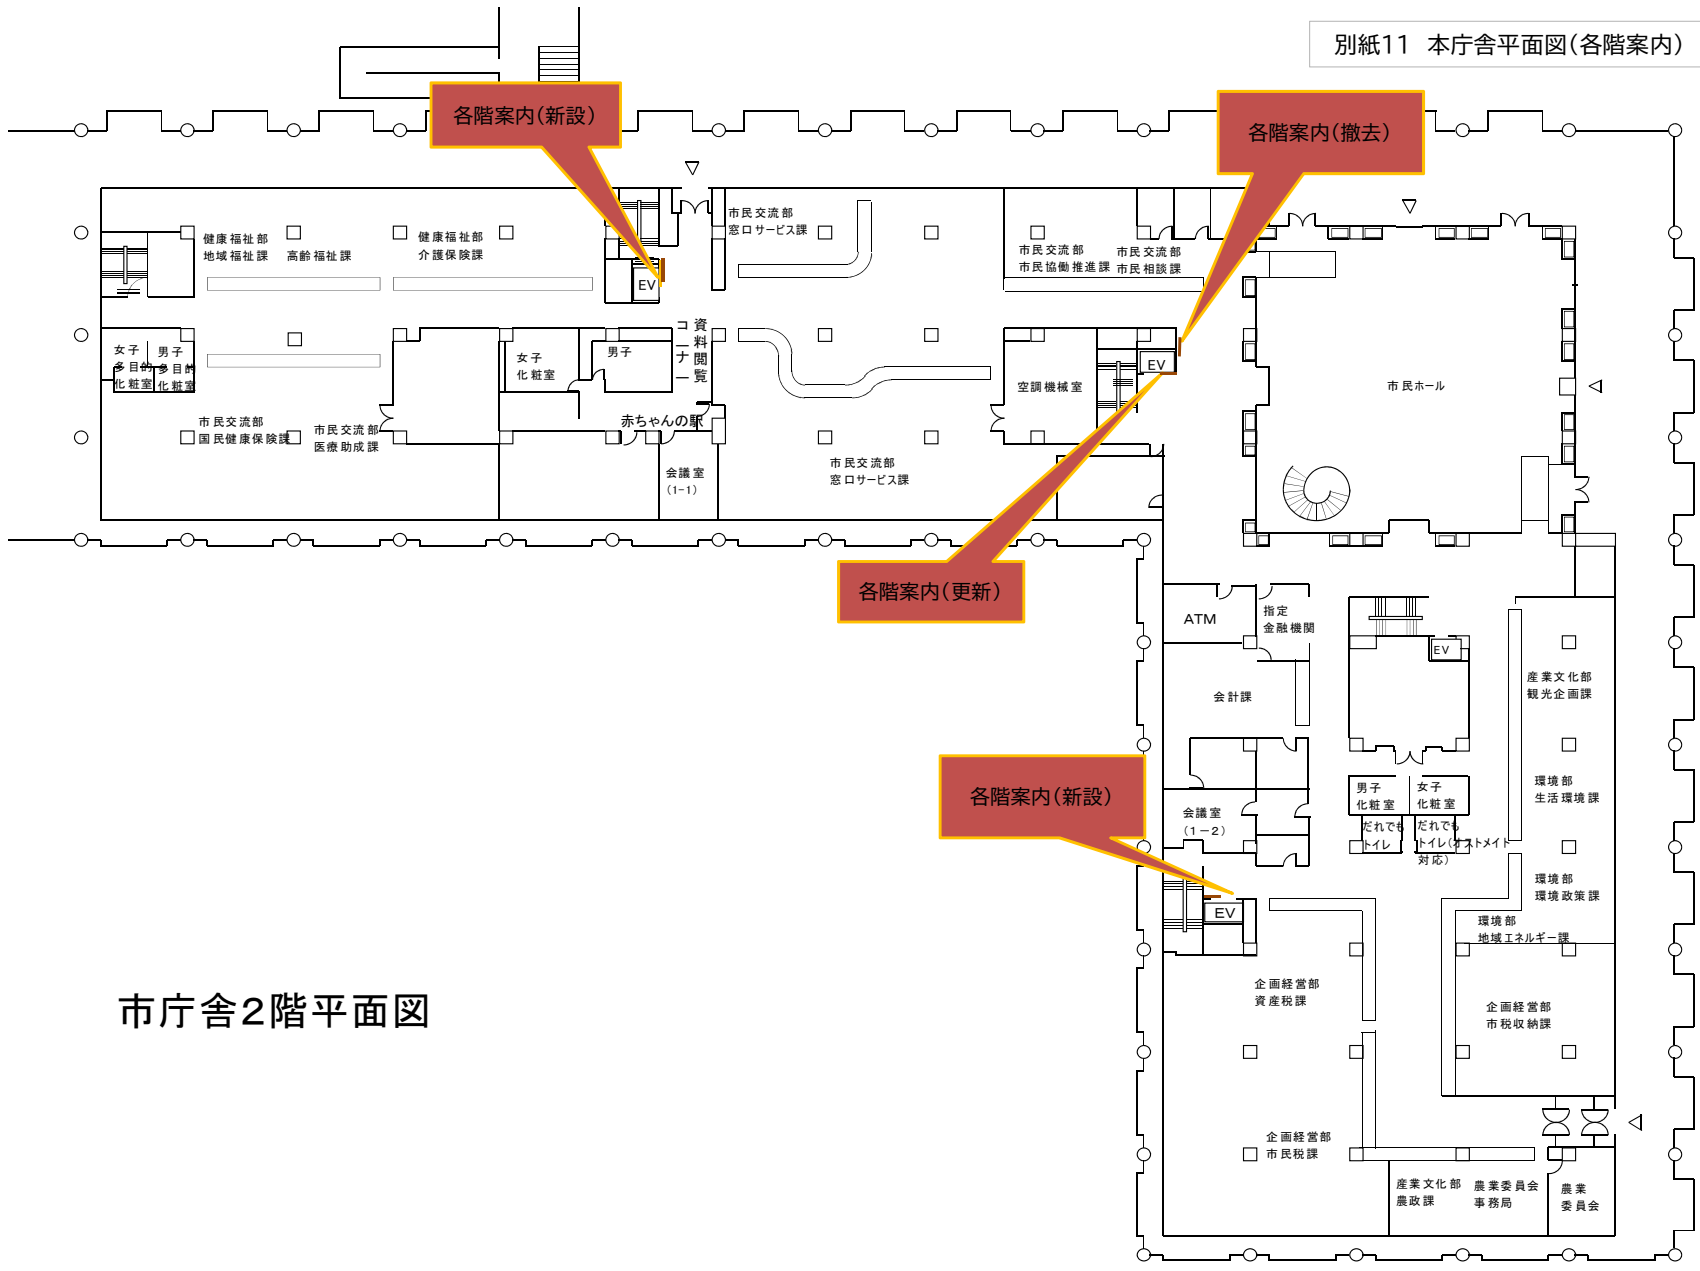 別紙11　本庁舎平面図(各階案内)
各階案内(新設)
各階案内(撤去)
健康福祉部
地域福祉課
高齢福祉課
健康福祉部
介護保険課
市民交流部
窓口サービス課
市民交流部
市民協働推進課
市民交流部
市民相談課
EV
資料閲覧
コーナー
女子
多目的
化粧室
男子
多目的
化粧室
女子
化粧室
男子
空調機械室
EV
市民ホール
市民交流部
国民健康保険課
市民交流部
医療助成課
赤ちゃんの駅
会議室
(1-1)
市民交流部
窓口サービス課
各階案内(更新)
ATM
指定
金融機関
EV
会計課
産業文化部
観光企画課
各階案内(新設)
男子
化粧室
女子
化粧室
環境部
生活環境課
会議室
(1-2)
だれでも
トイレ
だれでも
トイレ(オストメイト
対応)
環境部
環境政策課
EV
環境部
地域エネルギー課
企画経営部
資産税課
企画経営部
市税収納課
市庁舎2階平面図
企画経営部
市民税課
産業文化部
農政課
農業委員会
事務局
農業
委員会